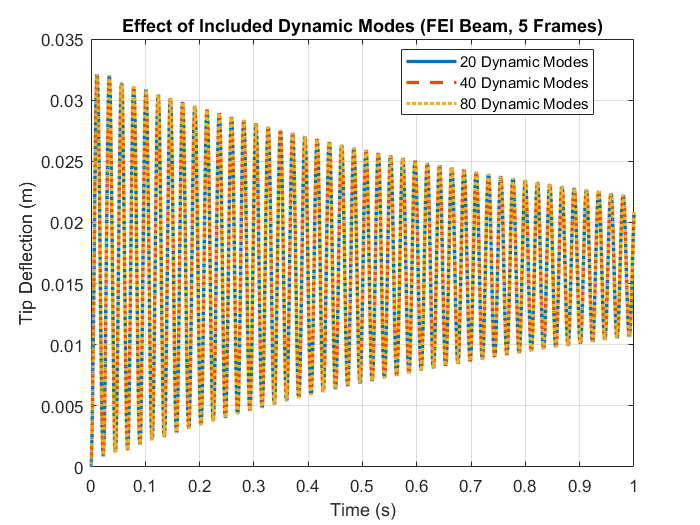 Effect of Included Dynamic Modes (FEI Beam, 5 Frames)
20 Dynamic Modes
40 Dynamic Modes
80 Dynamic Modes
Tip Deflection (m)
0.035
0.03
0.025
0.02
0.015
0.01
0.005
0
0 0.1 0.2 0.3 0.4 0.5 0.6 0.7 0.8 0.9 1
Time (s)